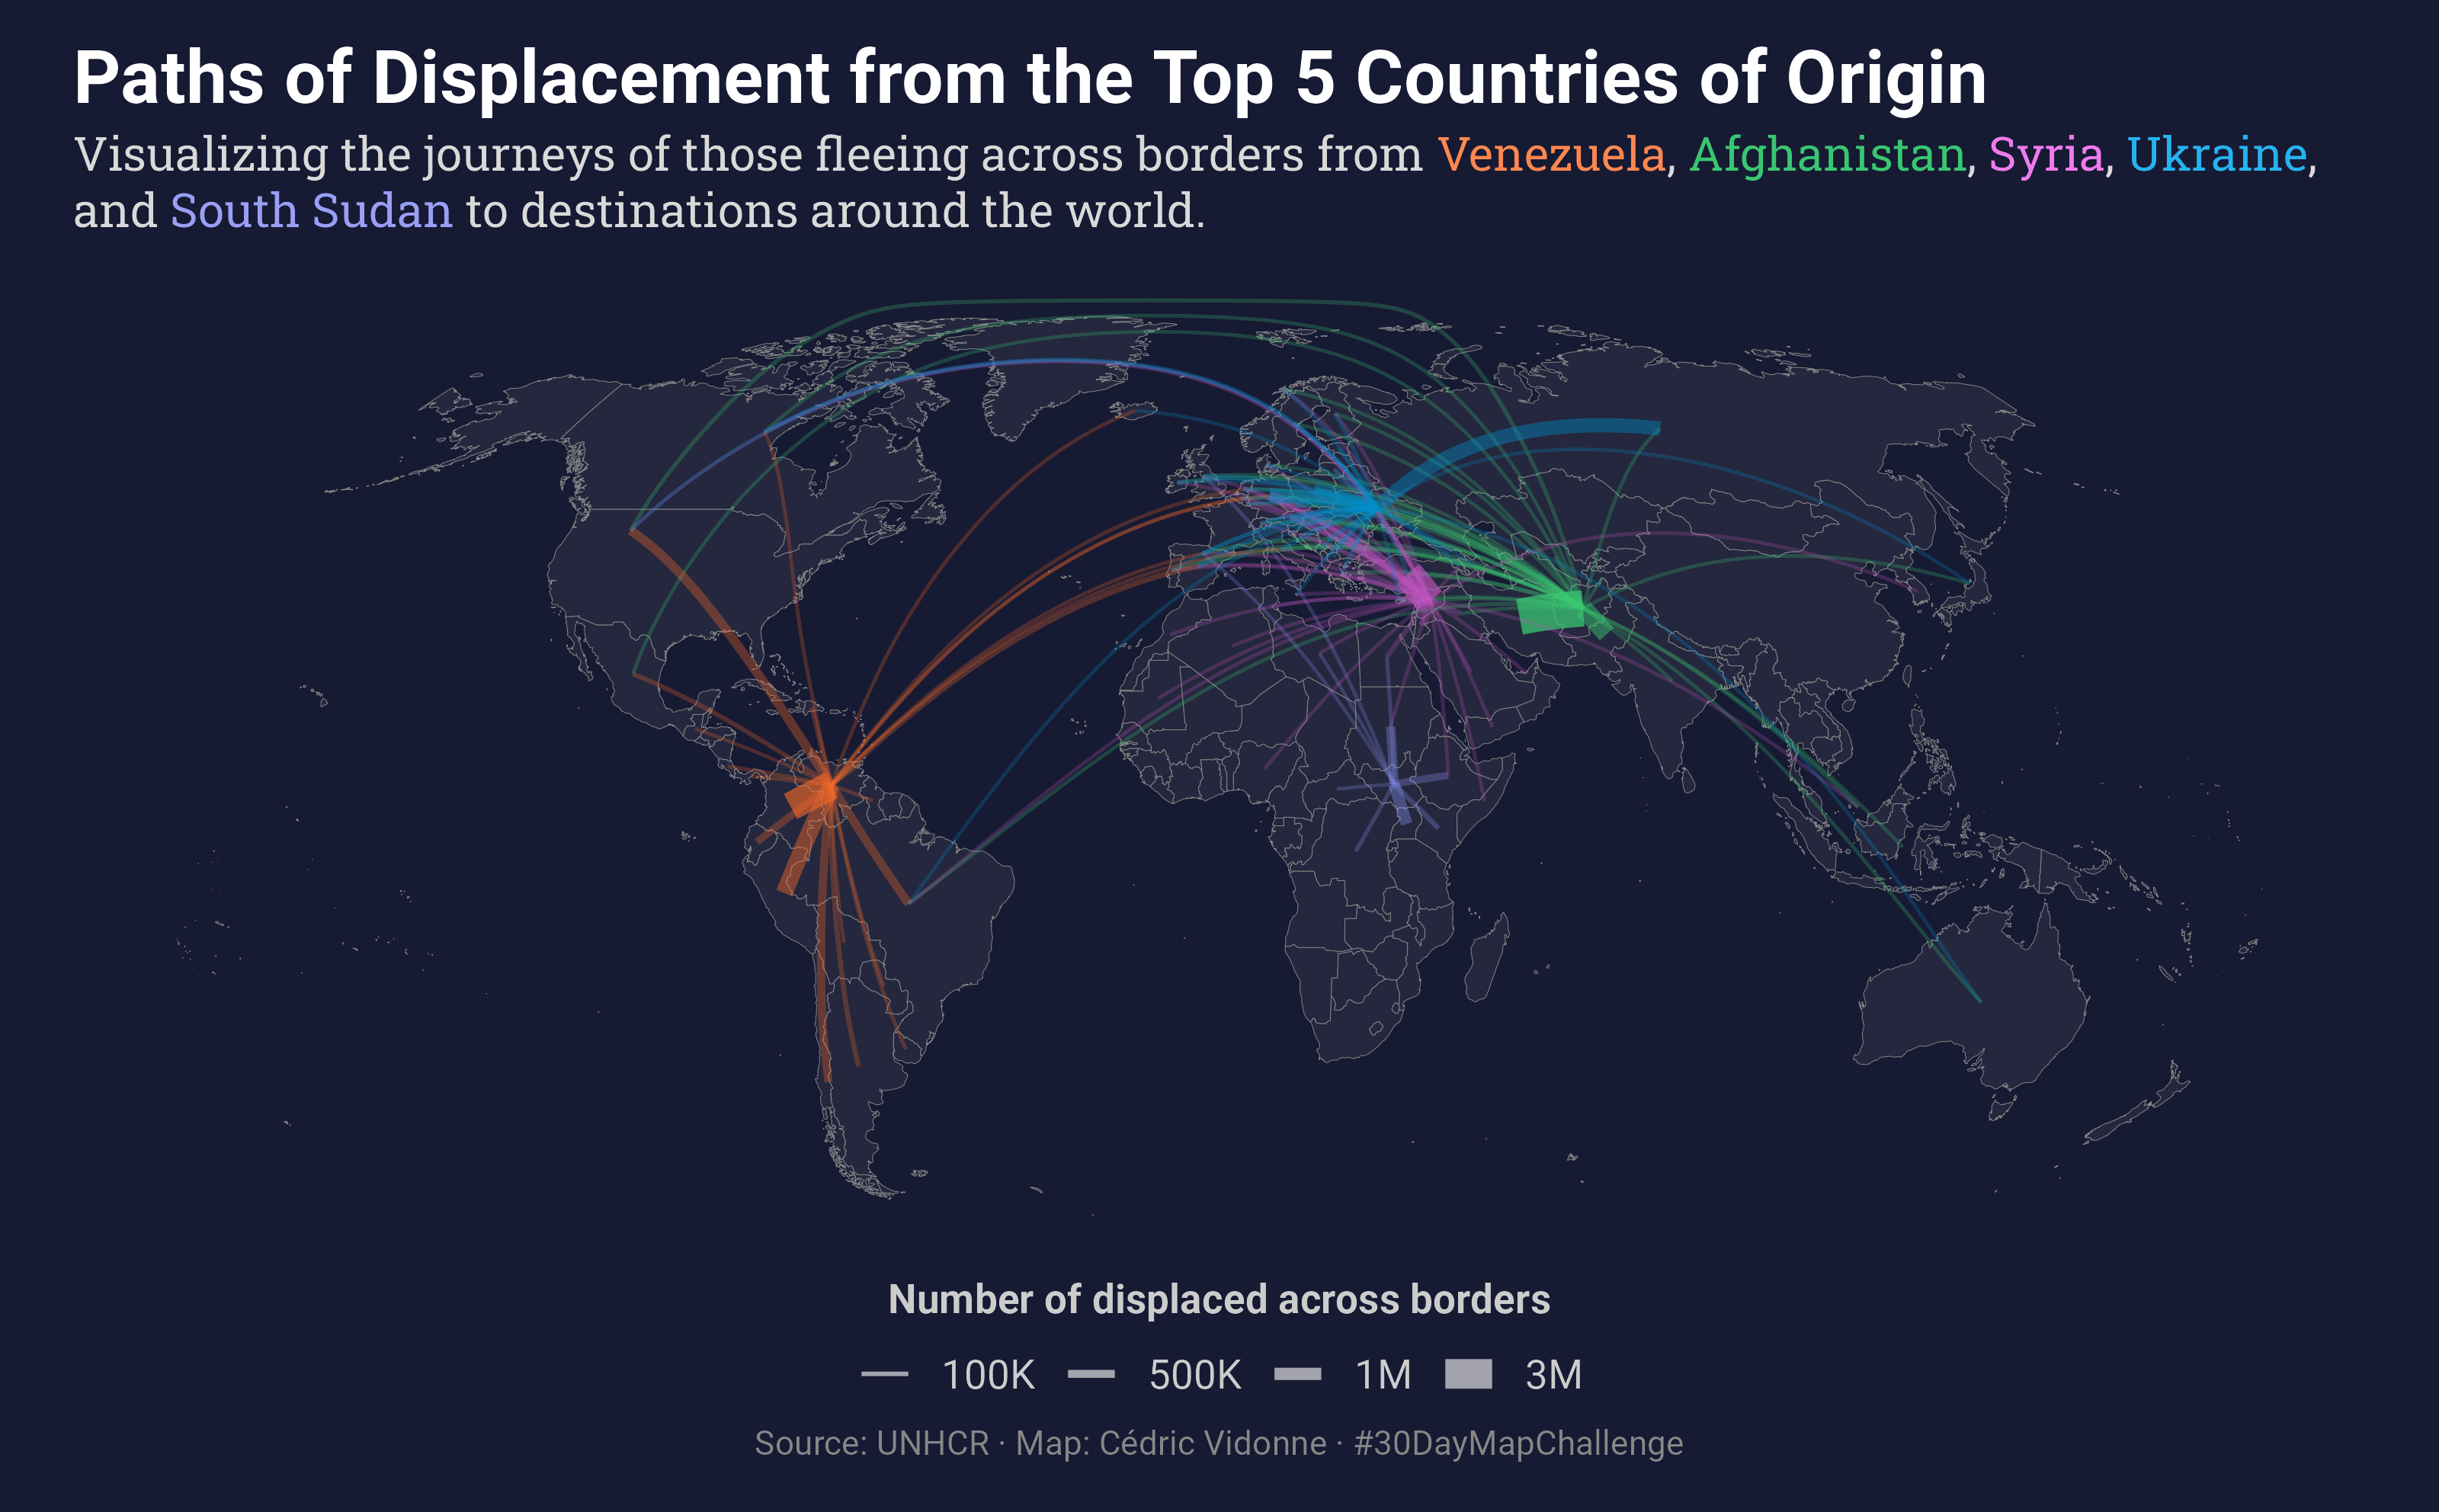 Paths of Displacement from the Top 5 Countries of Origin
Visualizing the journeys of those fleeing across borders from Venezuela, Afghanistan, Syria, Ukraine,
and South Sudan to destinations around the world.
Number of displaced across borders
100K 500K 1M 3M
Source: UNHCR · Map: Cédric Vidonne · #30DayMapChallenge